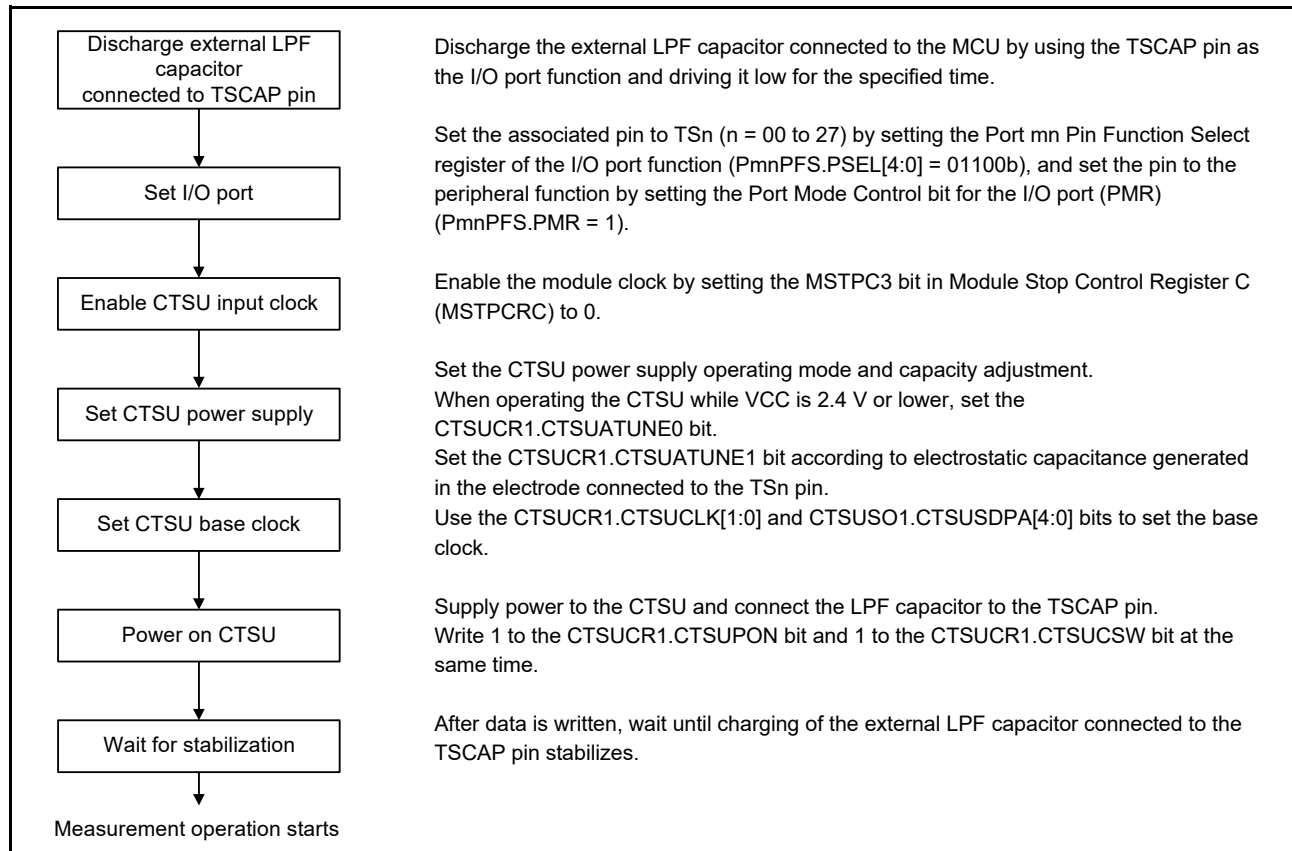 Discharge external LPF
capacitor
connected to TSCAP pin
Discharge the external LPF capacitor connected to the MCU by using the TSCAP pin as
the I/O port function and driving it low for the specified time.
Set I/O port
Set the associated pin to TSn (n = 00 to 27) by setting the Port mn Pin Function Select
register of the I/O port function (PmnPFS.PSEL[4:0] = 01100b), and set the pin to the
peripheral function by setting the Port Mode Control bit for the I/O port (PMR)
(PmnPFS.PMR = 1).
Enable CTSU input clock
Enable the module clock by setting the MSTPC3 bit in Module Stop Control Register C
(MSTPCRC) to 0.
Set CTSU power supply
Set the CTSU power supply operating mode and capacity adjustment.
When operating the CTSU while VCC is 2.4 V or lower, set the
CTSUCR1.CTSUATUNE0 bit.
Set the CTSUCR1.CTSUATUNE1 bit according to electrostatic capacitance generated
in the electrode connected to the TSn pin.
Set CTSU base clock
Use the CTSUCR1.CTSUCLK[1:0] and CTSUSO1.CTSUSDPA[4:0] bits to set the base
clock.
Power on CTSU
Supply power to the CTSU and connect the LPF capacitor to the TSCAP pin.
Write 1 to the CTSUCR1.CTSUPON bit and 1 to the CTSUCR1.CTSUCSW bit at the
same time.
Wait for stabilization
After data is written, wait until charging of the external LPF capacitor connected to the
TSCAP pin stabilizes.
Measurement operation starts